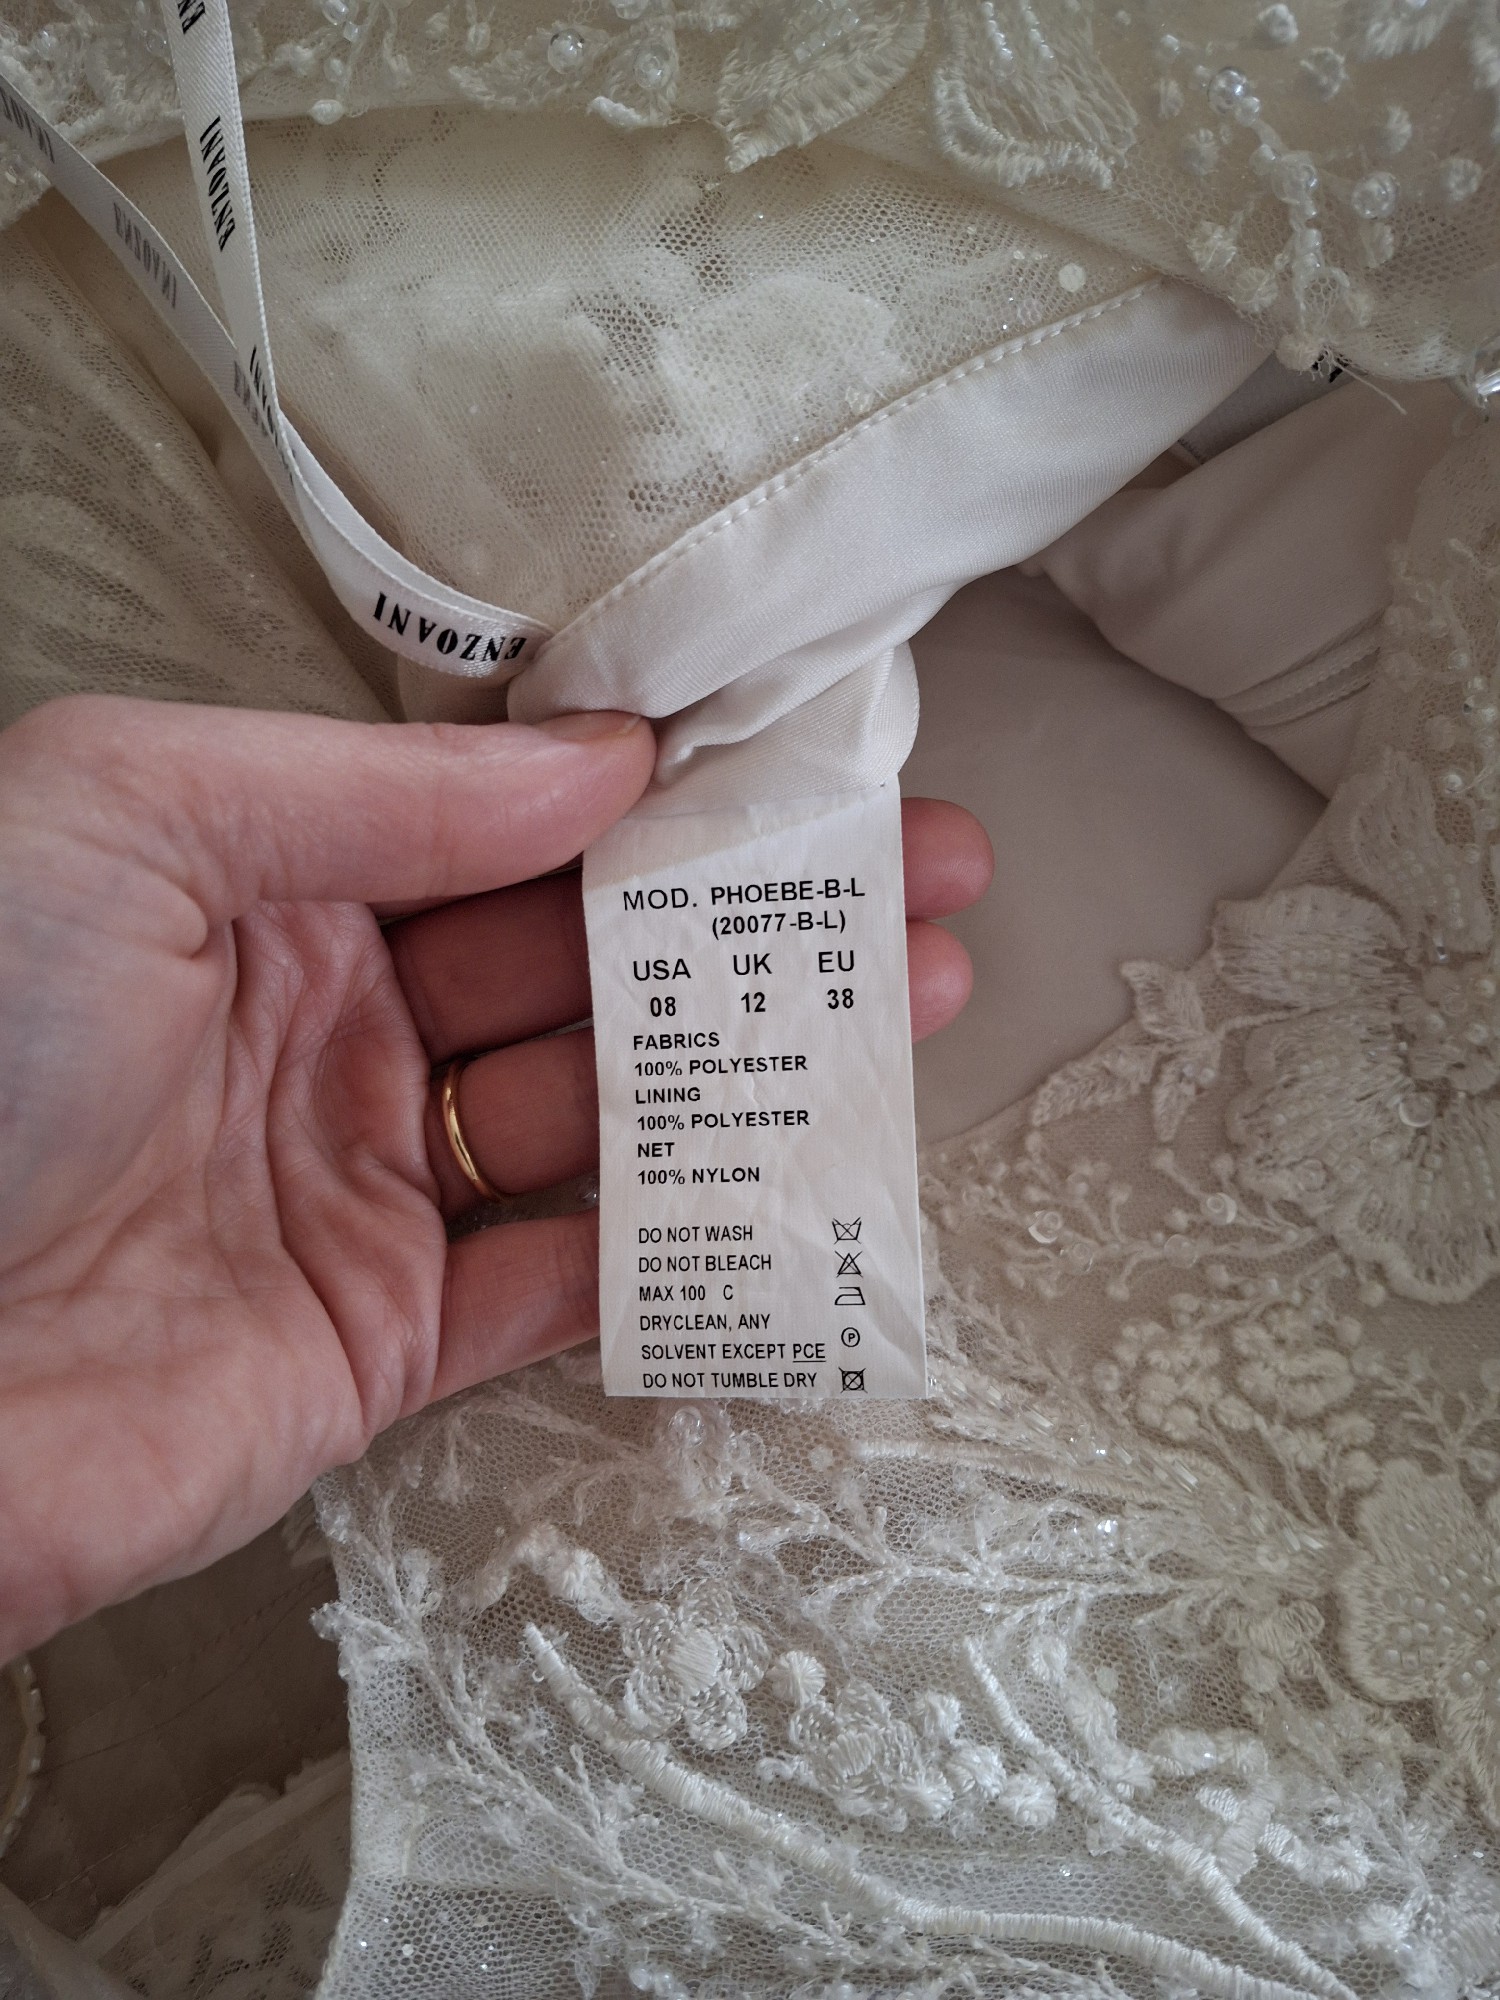 ENZOANI
ENZOANI
ENZOANI
MOD. PHOEBE-B-L
(20077-B-L)
USA UK EU
08 12 38
FABRICS
100% POLYESTER
LINING
100% POLYESTER
NET
100% NYLON
DO NOT WASH
DO NOT BLEACH
MAX 100 C
DRYCLEAN, ANY
SOLVENT EXCEPT PCE
P
DO NOT TUMBLE DRY